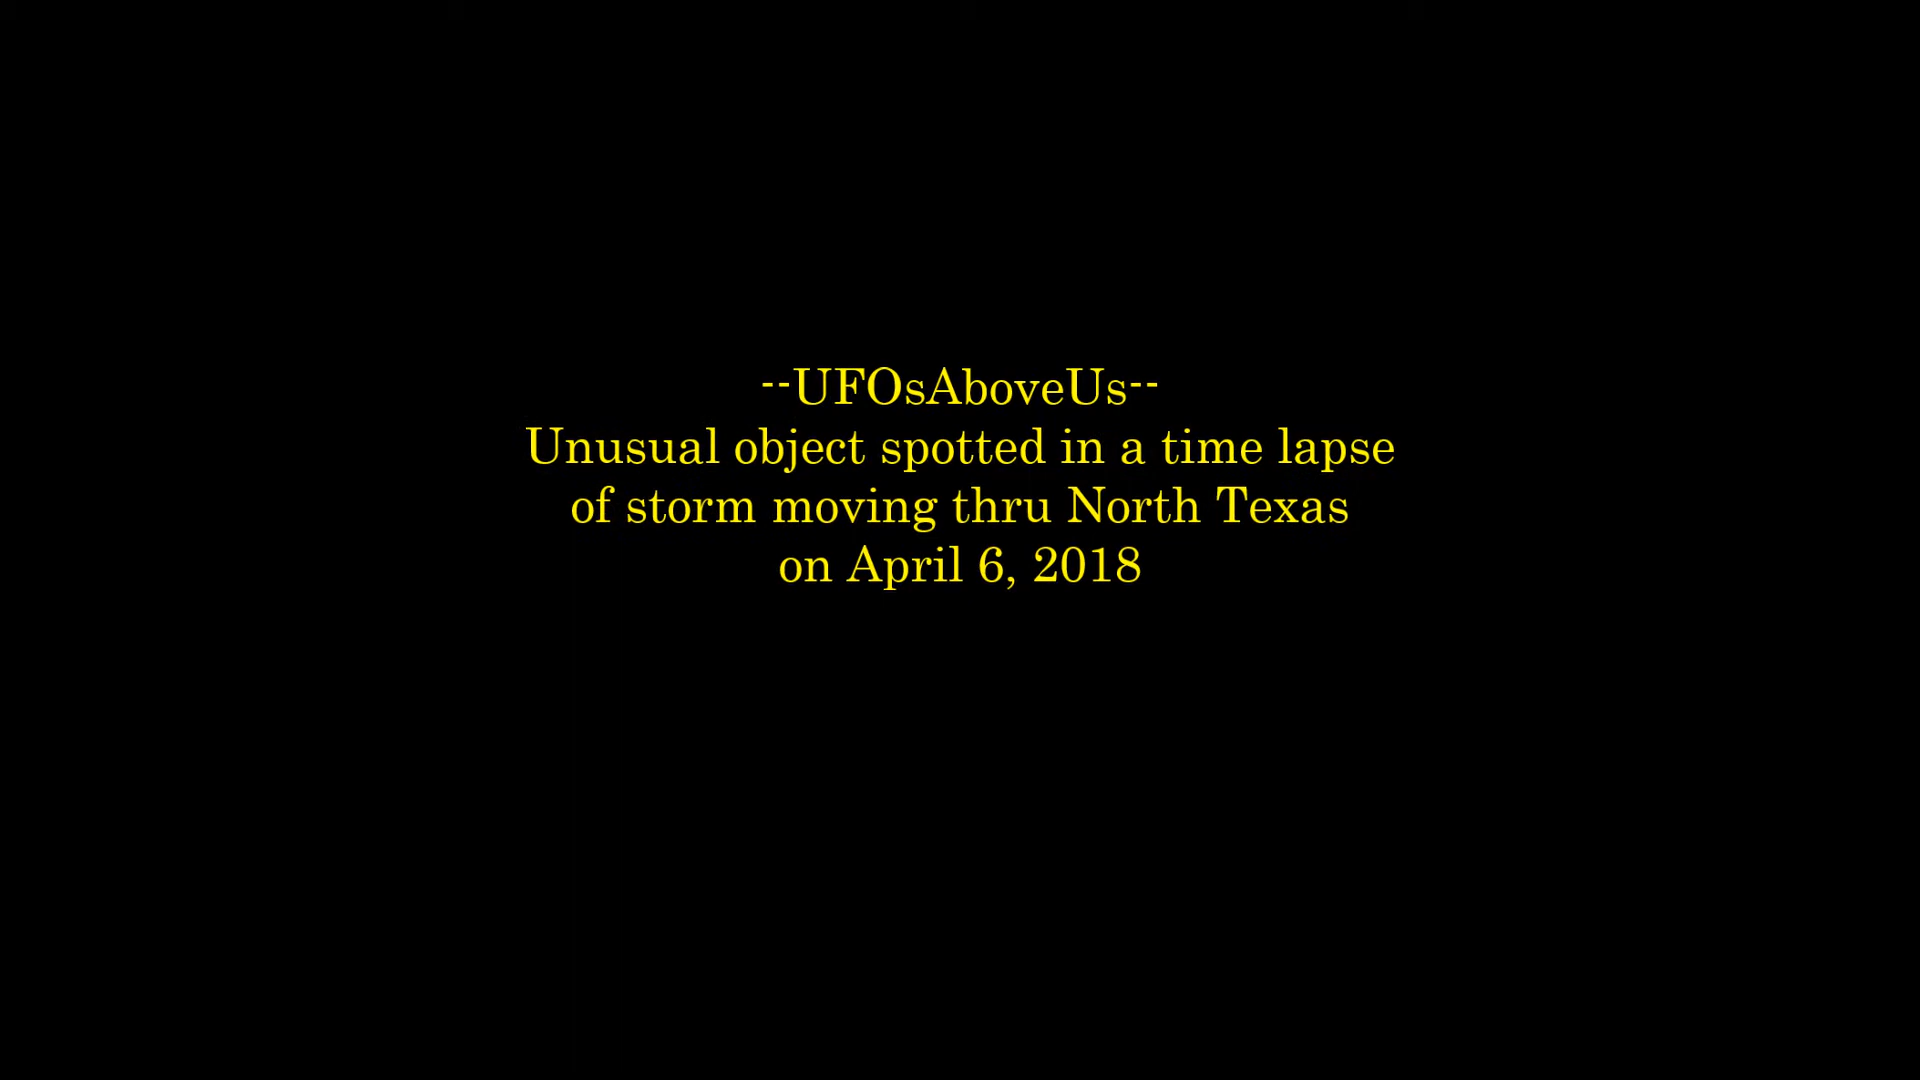 --UFOsAboveUs--
Unusual object spotted in a time lapse
of storm moving thru North Texas
on April 6, 2018